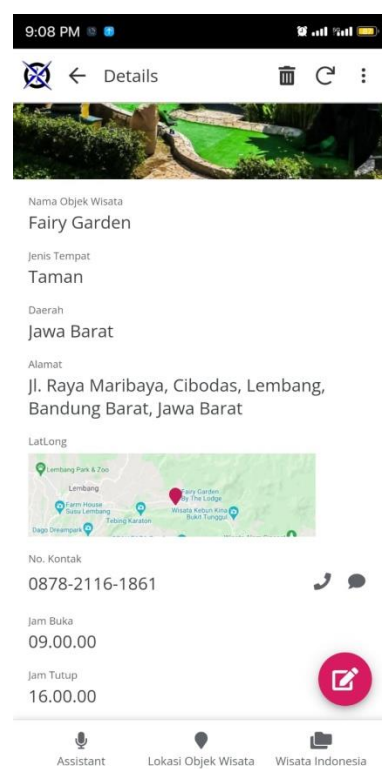 9:08 PM
Details
Nama Objek Wisata
Fairy Garden
Jenis Tempat
Taman
Daerah
Jawa Barat
Alamat
Jl. Raya Maribaya, Cibodas, Lembang,
Bandung Barat, Jawa Barat
LatLong
Lembang Park & Zoo
Lembang
Fairy Garden
By The Lodge
Farm House
Susu Lembang
Wisata Kebun Kina
Bukit Tunggul
Tebing Karaton
Dago Dreampark
No. Kontak
0878-2116-1861
Jam Buka
09.00.00
Jam Tutup
16.00.00
Assistant
Lokasi Objek Wisata
Wisata Indonesia